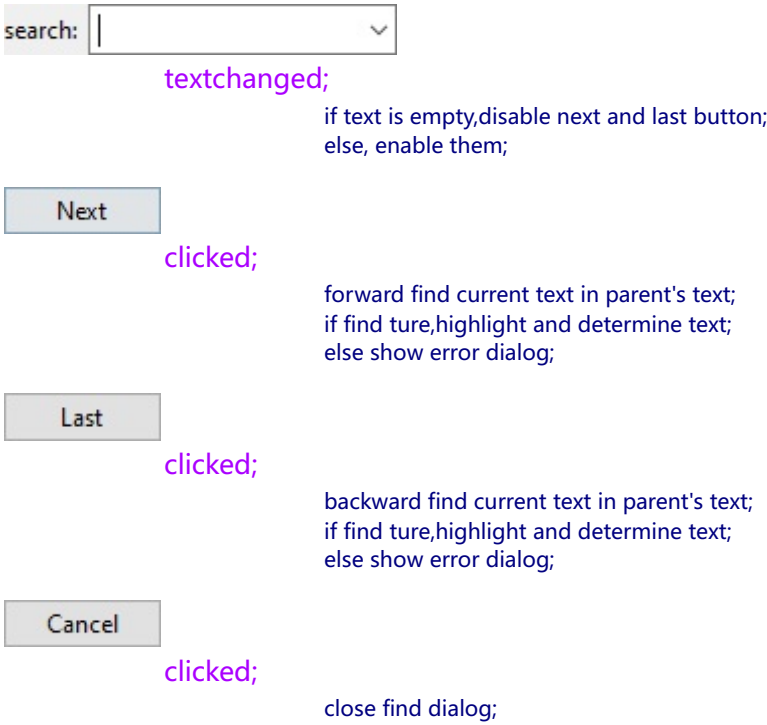 search:
textchanged;
if text is empty,disable next and last button;
else, enable them;
Next
clicked;
forward find current text in parent's text;
if find ture,highlight and determine text;
else show error dialog;
Last
clicked;
backward find current text in parent's text;
if find ture,highlight and determine text;
else show error dialog;
Cancel
clicked;
close find dialog;